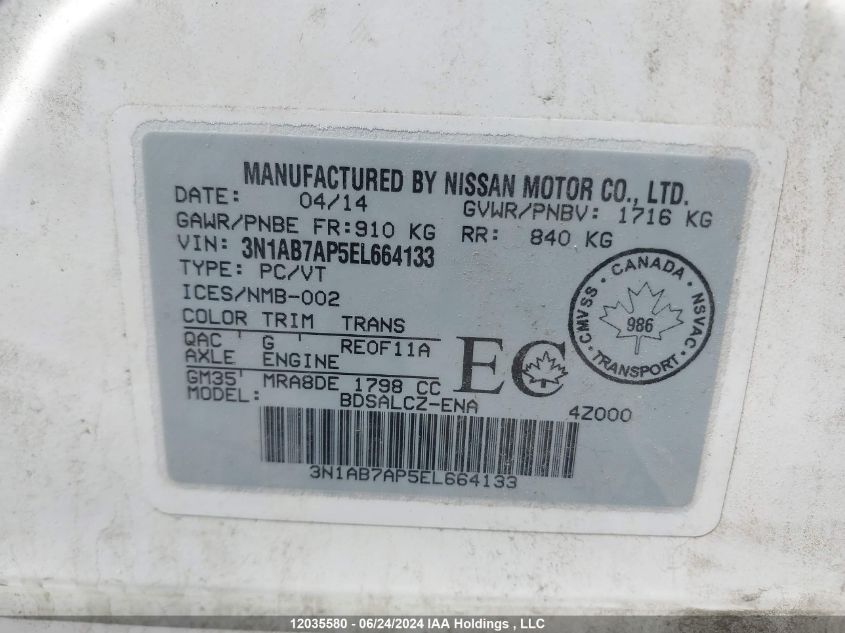 MANUFACTURED BY NISSAN MOTOR CO., LTD.
DATE: 04/14 GVWR/PNBV: 1716 KG
GAWR/PNBE FR:910 KG RR: 840 KG
VIN: 3N1AB7AP5EL664133
TYPE: PC/VT
ICES/NMB-002
COLOR TRIM TRANS
QAC ' G ' RE0F11A
AXLE ENGINE
GM35' MRA8DE 1798 CC
MODEL: BDSALCZ-ENA
4Z000
3N1AB7AP5EL664133
EC
CANADA
CMVSS
NSVAC
986
TRANSPORT
12035580 - 06/24/2024 IAA Holdings , LLC